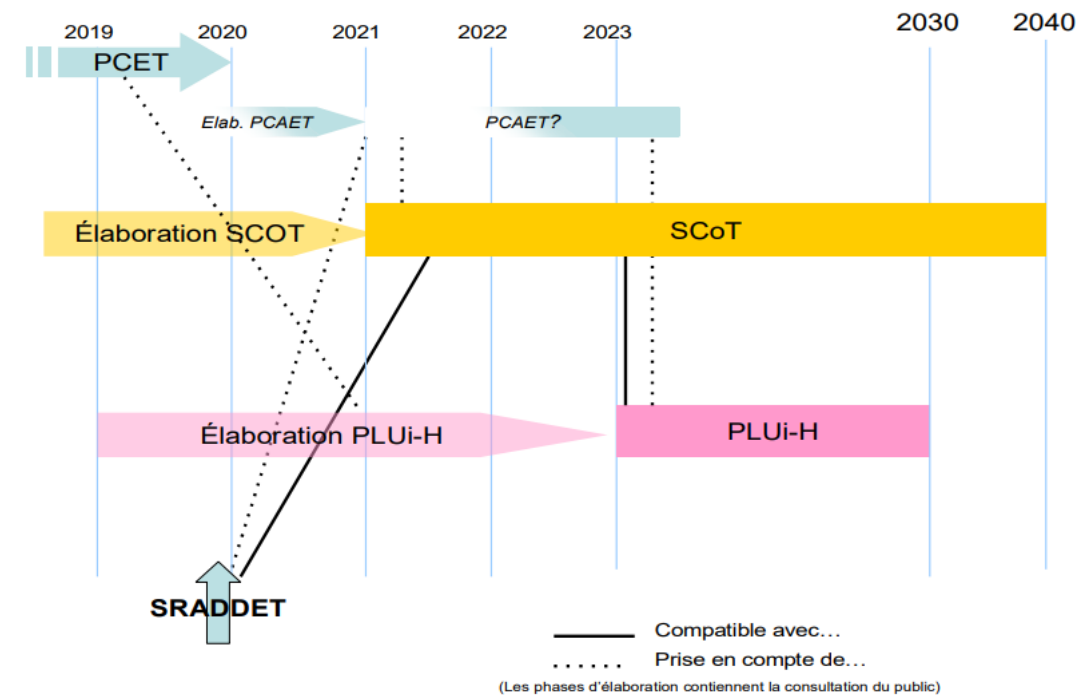 2019 2020 2021 2022 2023 2030 2040
PCET
Elab. PCAET PCAET?
Élaboration SCOT SCoT
Élaboration PLUi-H PLUi-H
SRADDET
Compatible avec…
Prise en compte de…
(Les phases d'élaboration contiennent la consultation du public)